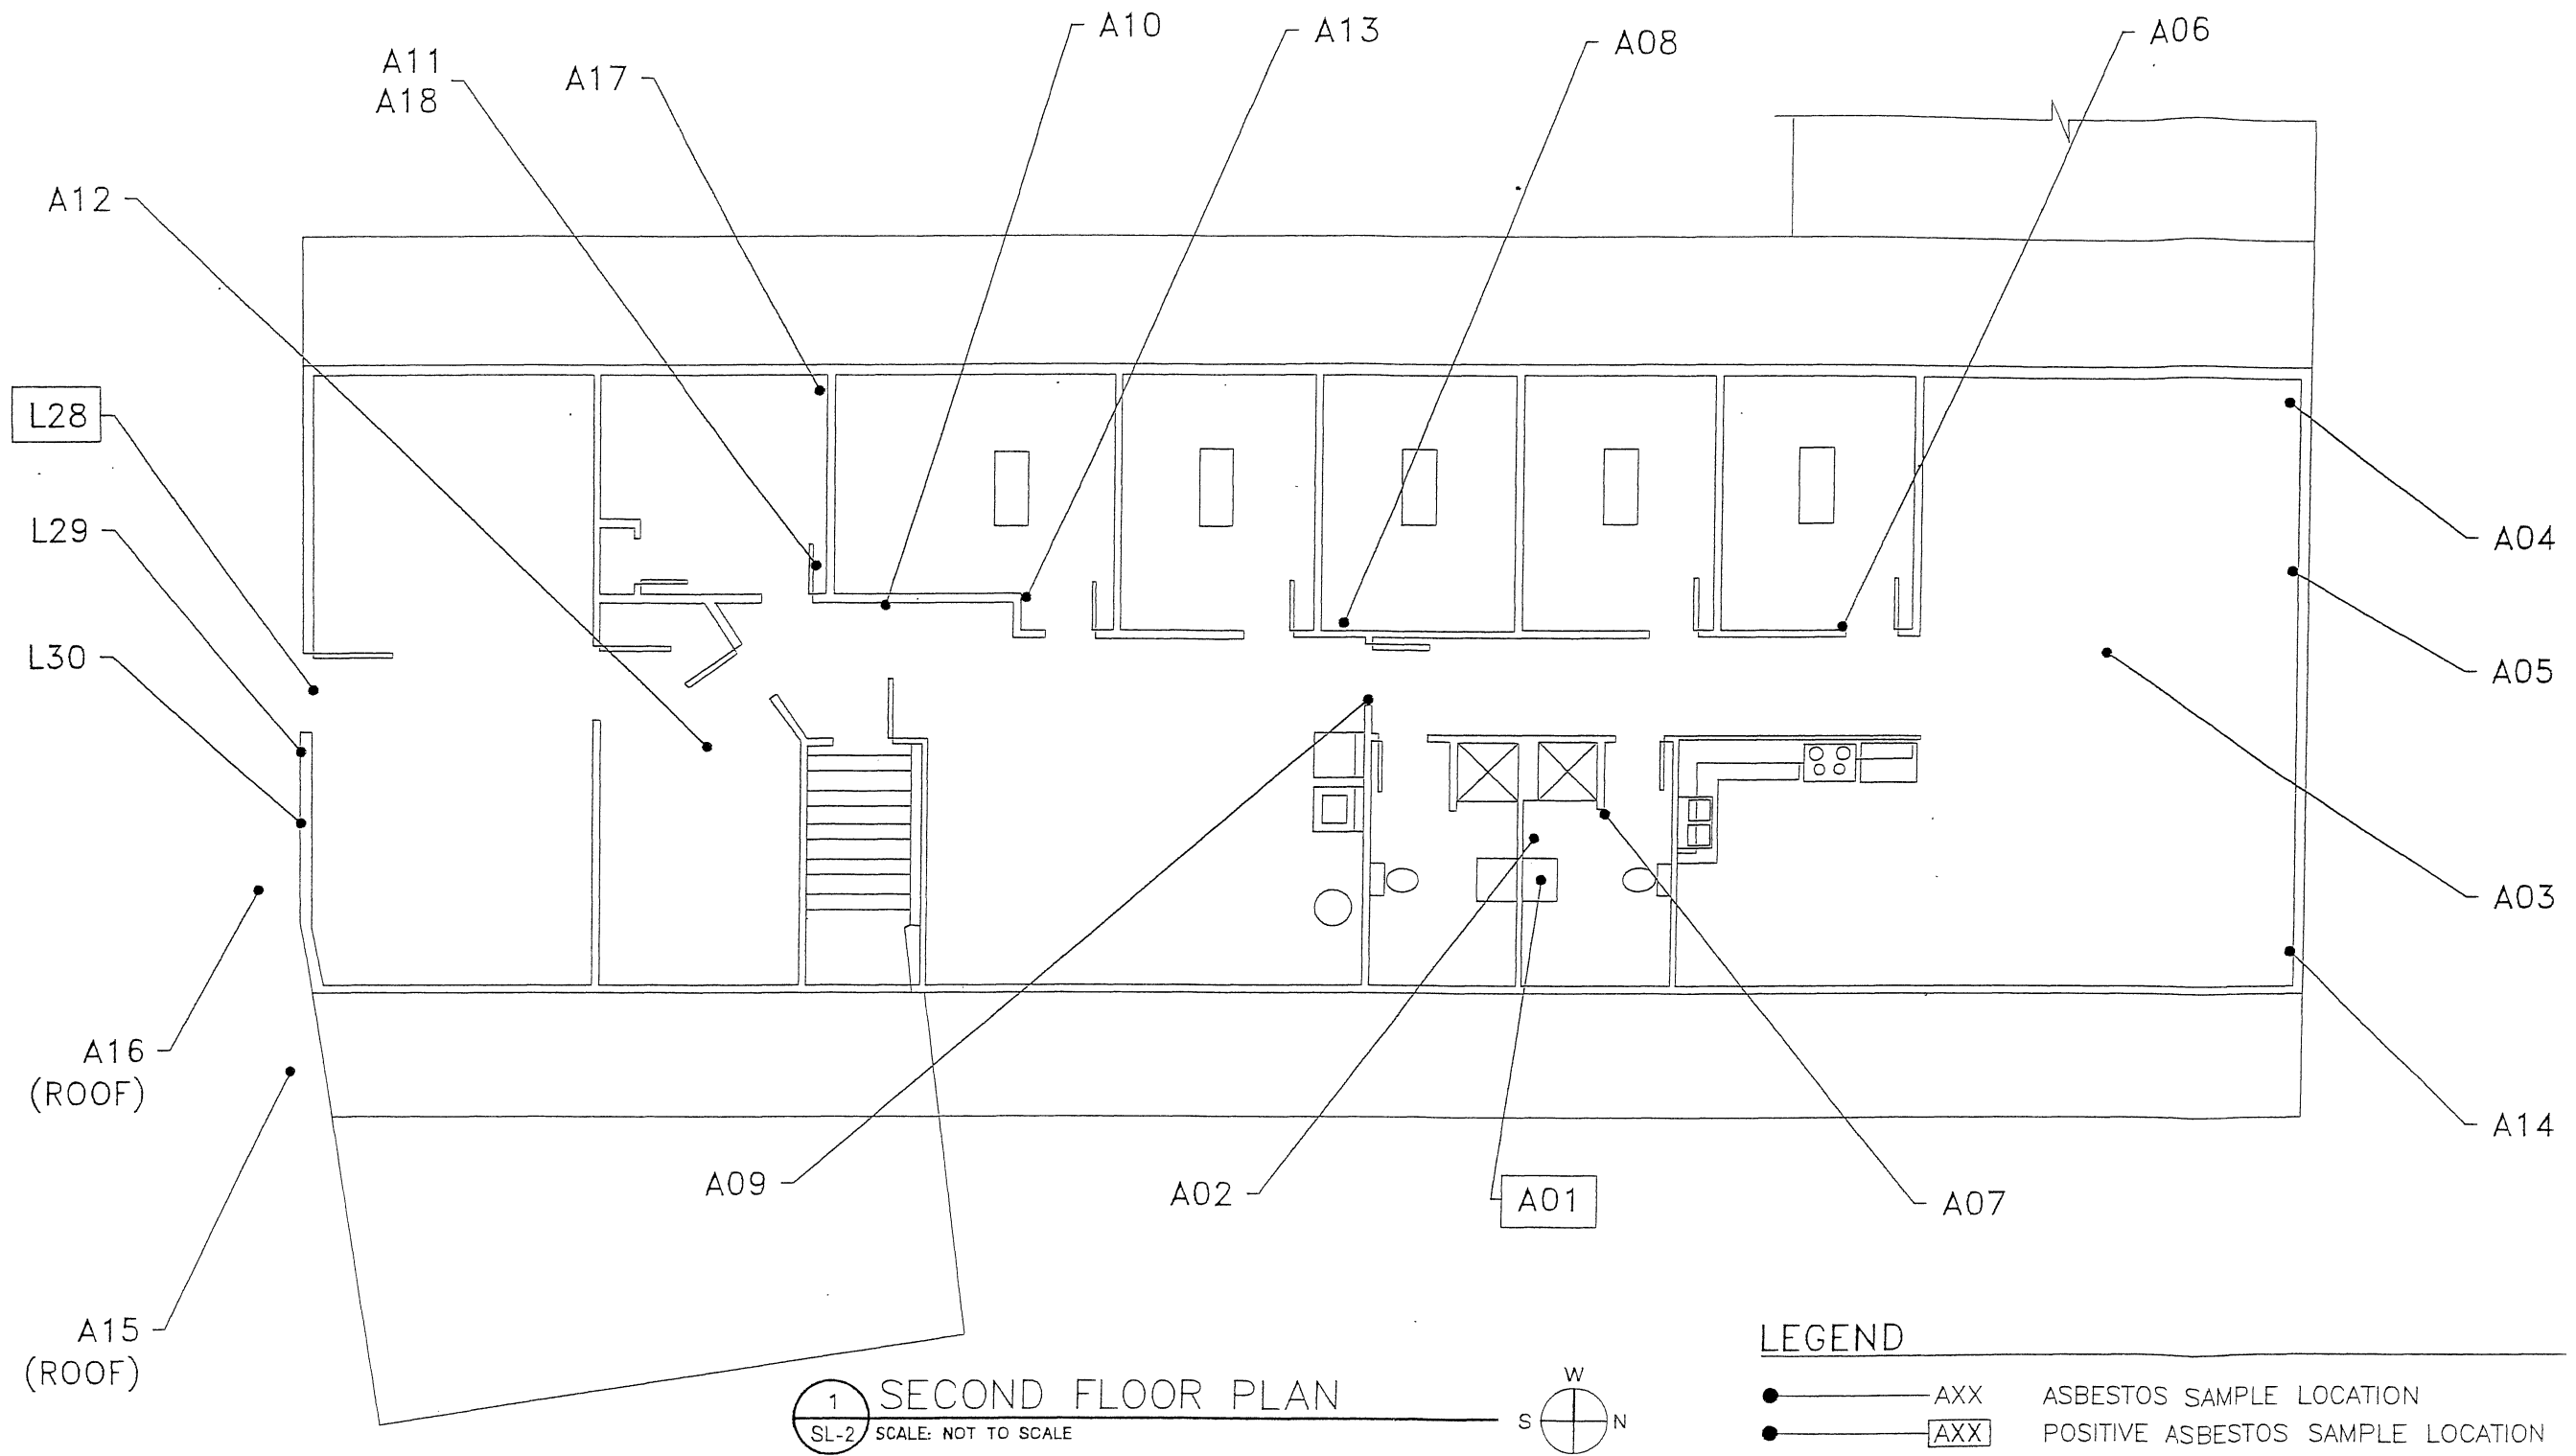 A10
A13
A08
A06
A11
A18
A17
A12
L28
L29
L30
A04
A05
A03
A14
A16
(ROOF)
A15
(ROOF)
A09
A02
A01
A07
1
SL-2
SECOND FLOOR PLAN
SCALE: NOT TO SCALE
W
S
N
LEGEND
AXX ASBESTOS SAMPLE LOCATION
AXX POSITIVE ASBESTOS SAMPLE LOCATION